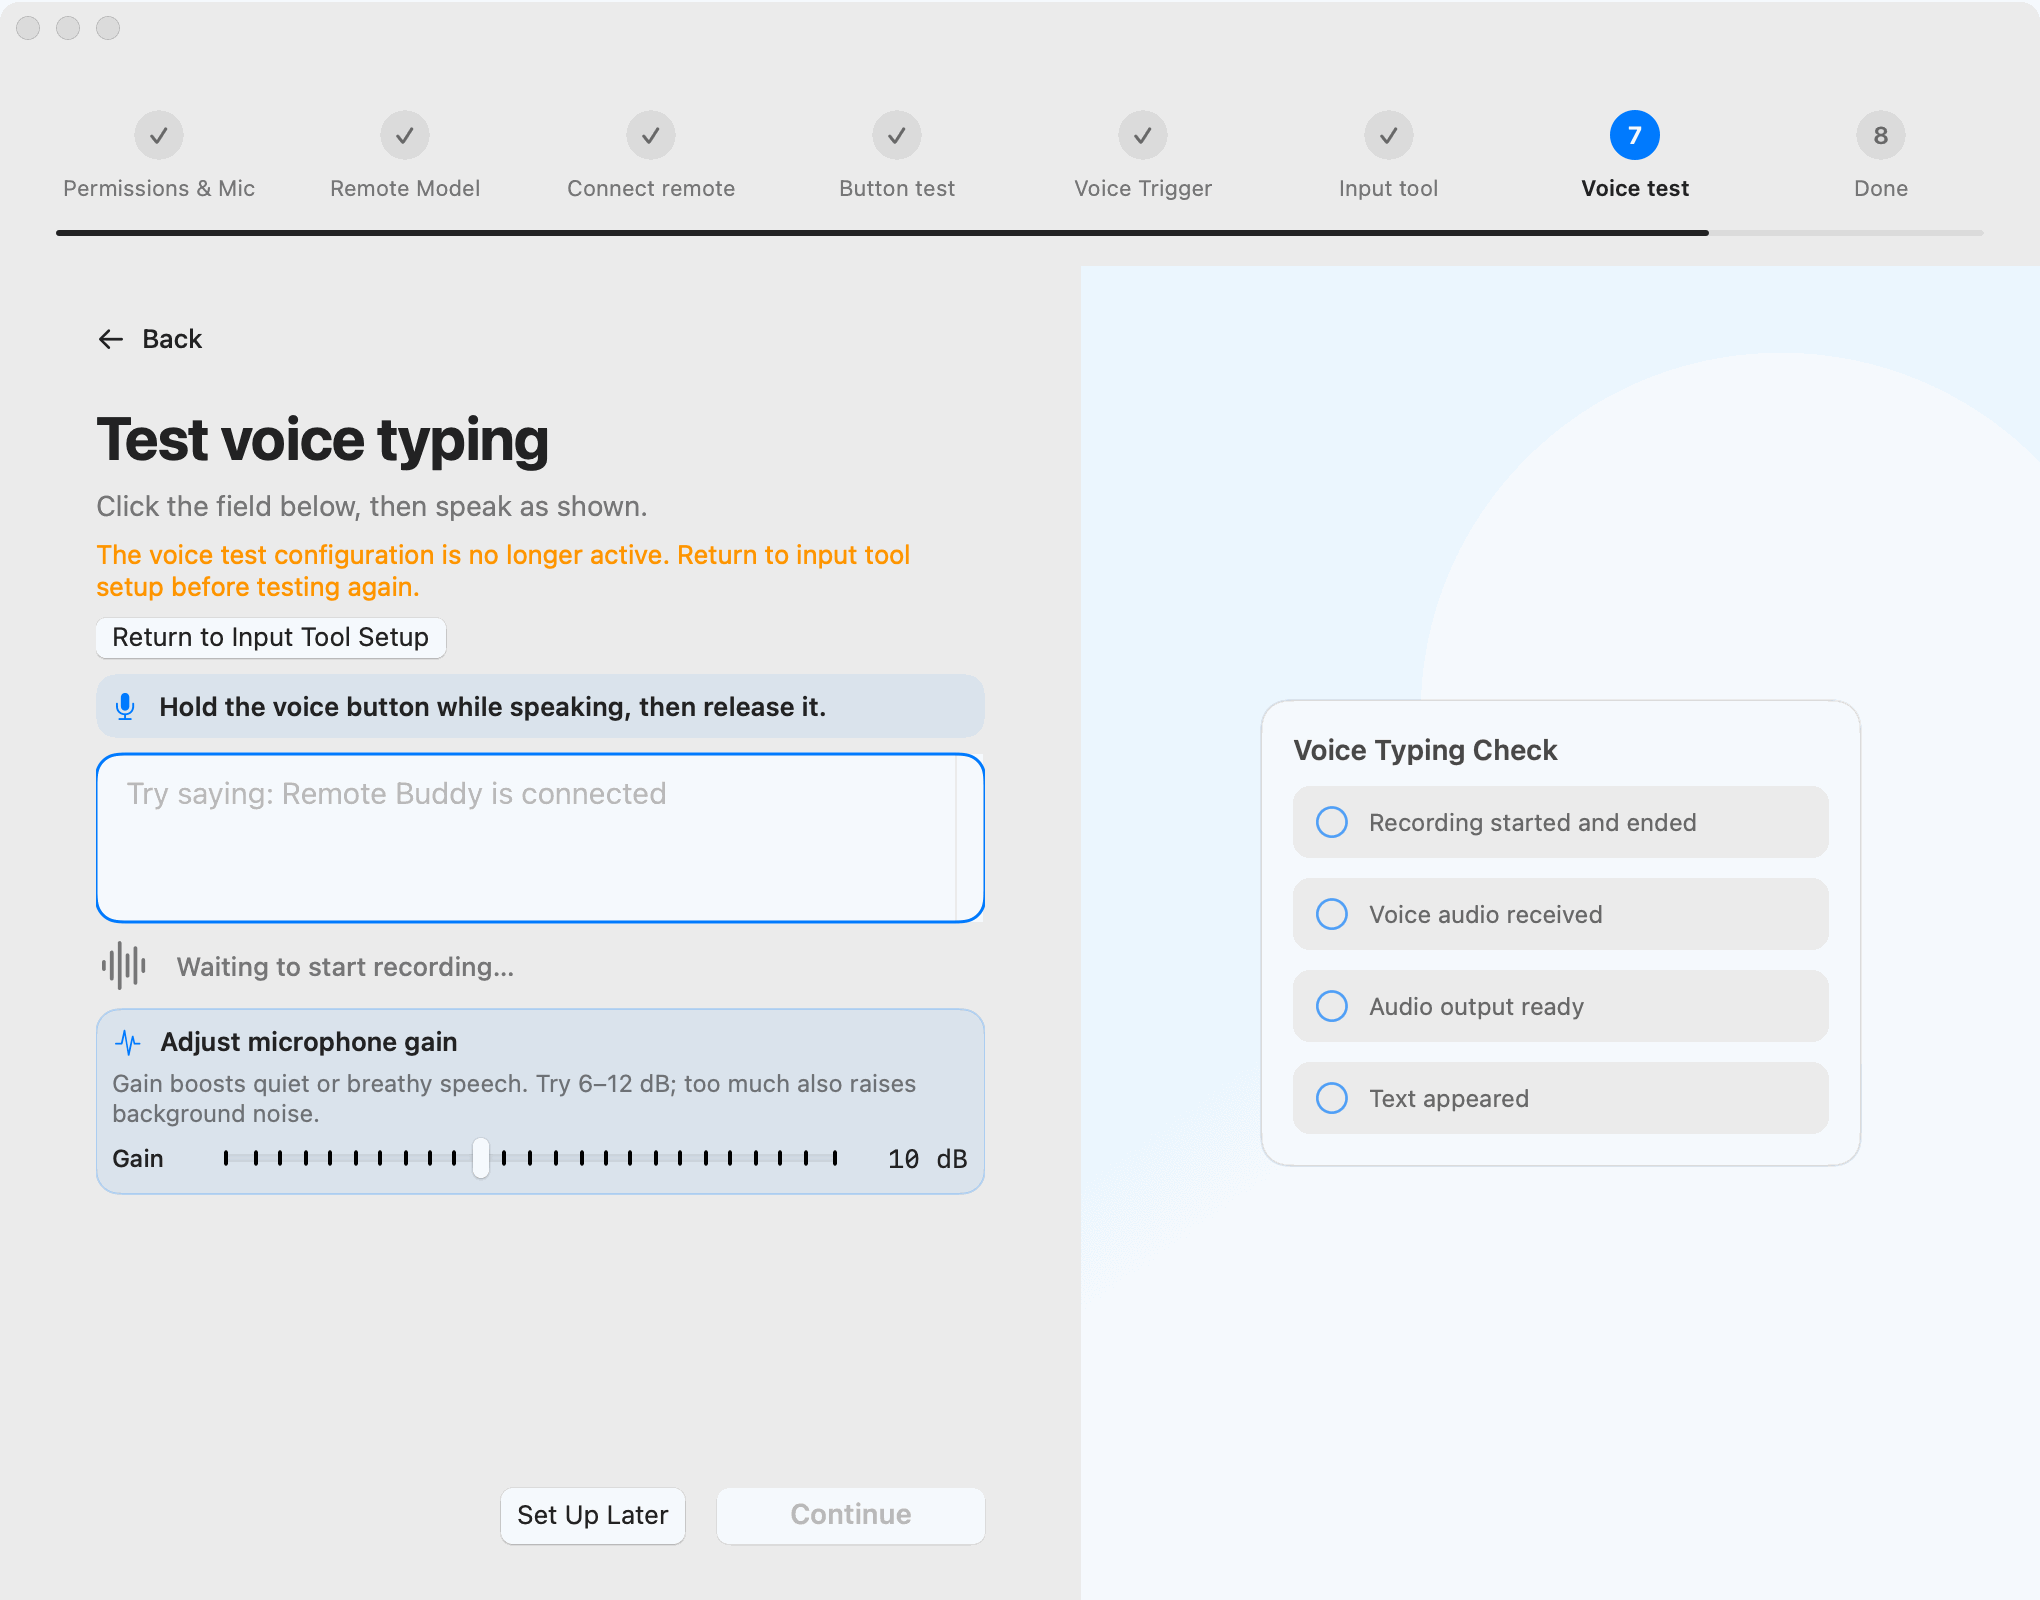 Permissions & Mic
Remote Model
Connect remote
Button test
Voice Trigger
Input tool
7
Voice test
8
Done
Back
Test voice typing
Click the field below, then speak as shown.
The voice test configuration is no longer active. Return to input tool
setup before testing again.
Return to Input Tool Setup
Hold the voice button while speaking, then release it.
Try saying: Remote Buddy is connected
Waiting to start recording...
Adjust microphone gain
Gain boosts quiet or breathy speech. Try 6–12 dB; too much also raises
background noise.
Gain
10 dB
Set Up Later
Continue
Voice Typing Check
Recording started and ended
Voice audio received
Audio output ready
Text appeared